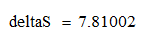 deltaS = 7.81002